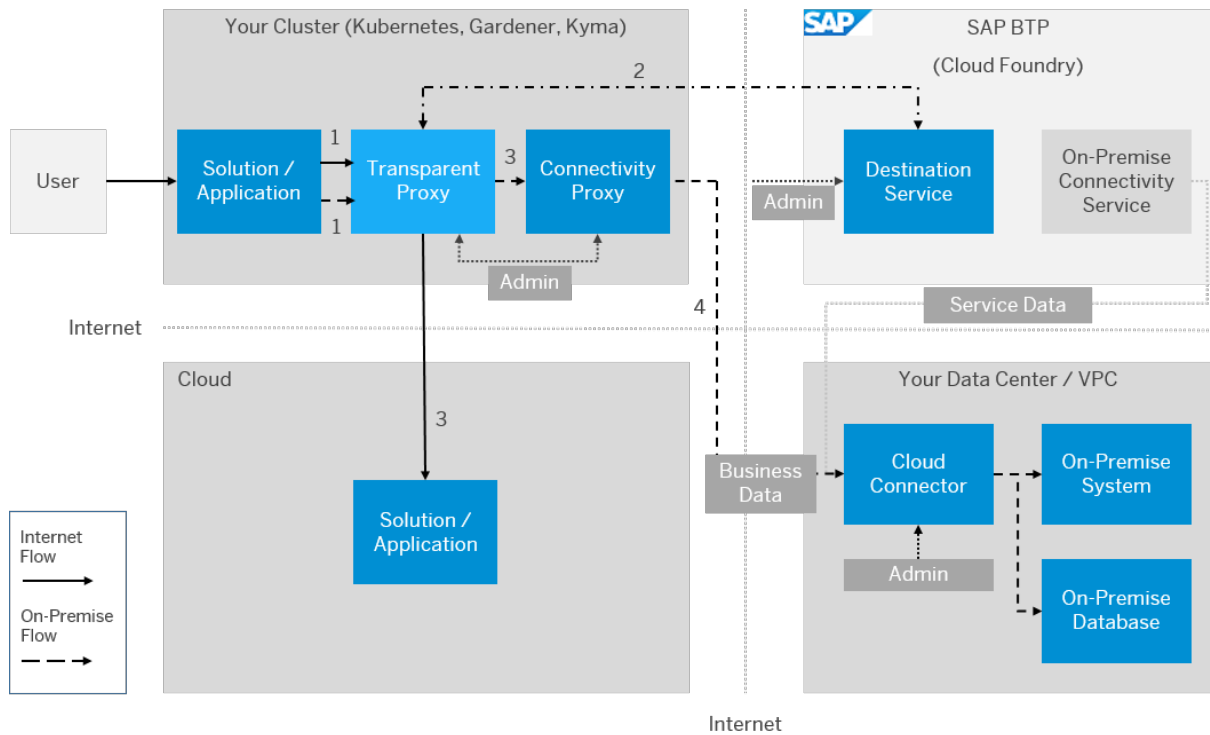 Your Cluster (Kubernetes, Gardener, Kyma)
SAP
SAP BTP
(Cloud Foundry)
2
User
Solution /
Application
1
1
Transparent
Proxy
3
Connectivity
Proxy
Admin
Admin
Destination
Service
On-Premise
Connectivity
Service
Service Data
4
Internet
Cloud
3
Solution /
Application
Your Data Center / VPC
Business
Data
Cloud
Connector
On-Premise
System
Admin
On-Premise
Database
Internet
Flow
On-Premise
Flow
Internet